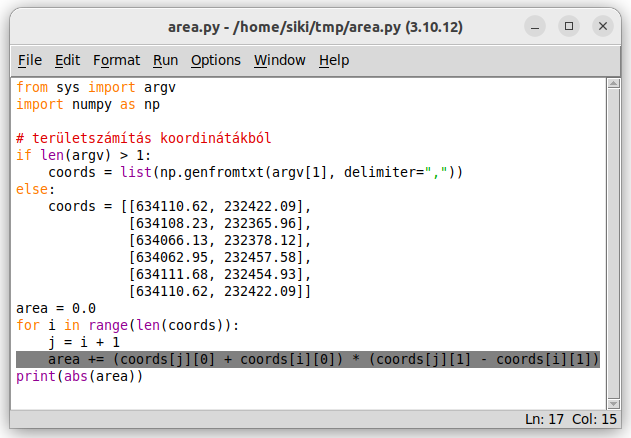 area.py - /home/siki/tmp/area.py (3.10.12)
File Edit Format Run Options Window Help
from sys import argv
import numpy as np
# területszámítás koordinátákból
if len(argv) > 1:
    coords = list(np.genfromtxt(argv[1], delimiter=","))
else:
    coords = [[634110.62, 232422.09],
              [634108.23, 232365.96],
              [634066.13, 232378.12],
              [634062.95, 232457.58],
              [634111.68, 232454.93],
              [634110.62, 232422.09]]
area = 0.0
for i in range(len(coords)):
    j = i + 1
    area += (coords[j][0] + coords[i][0]) * (coords[j][1] - coords[i][1])
print(abs(area))
Ln: 17 Col: 15